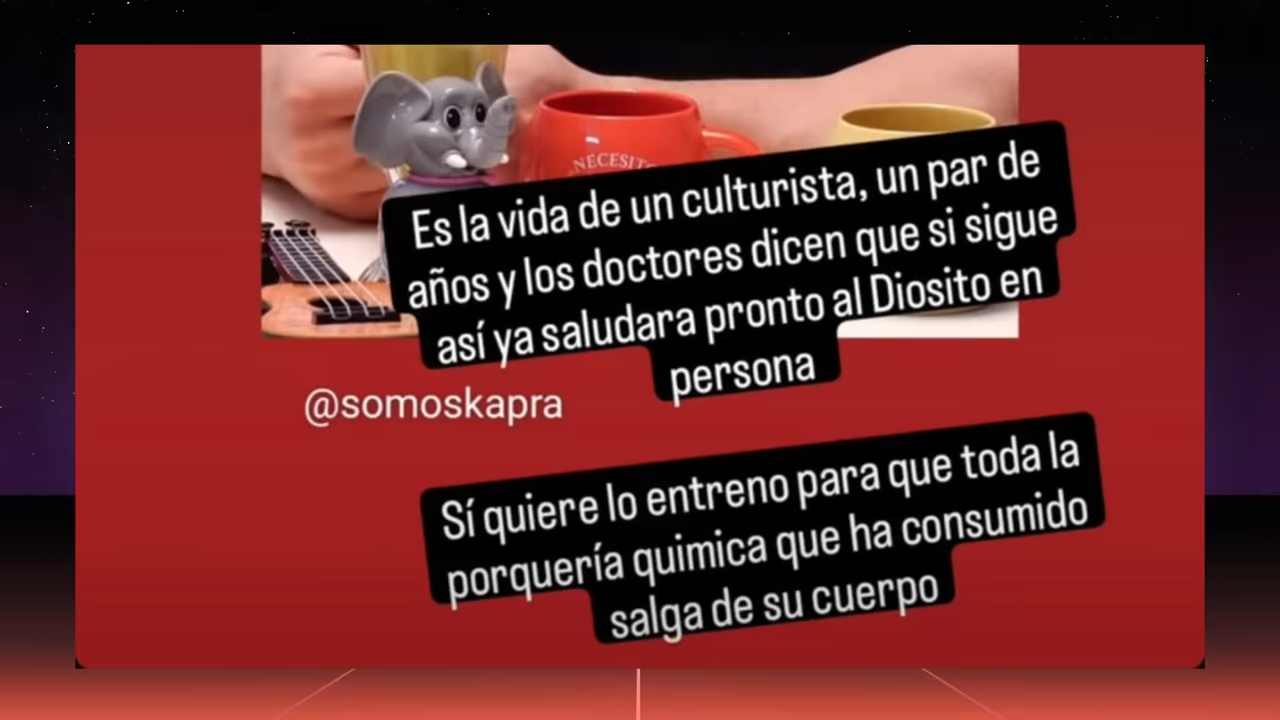 NECESIT
Es la vida de un culturista, un par de
años y los doctores dicen que si sigue
así ya saludara pronto al Diosito en
persona
@somoskapra
Sí quiere lo entreno para que toda la
porquería quimica que ha consumido
salga de su cuerpo